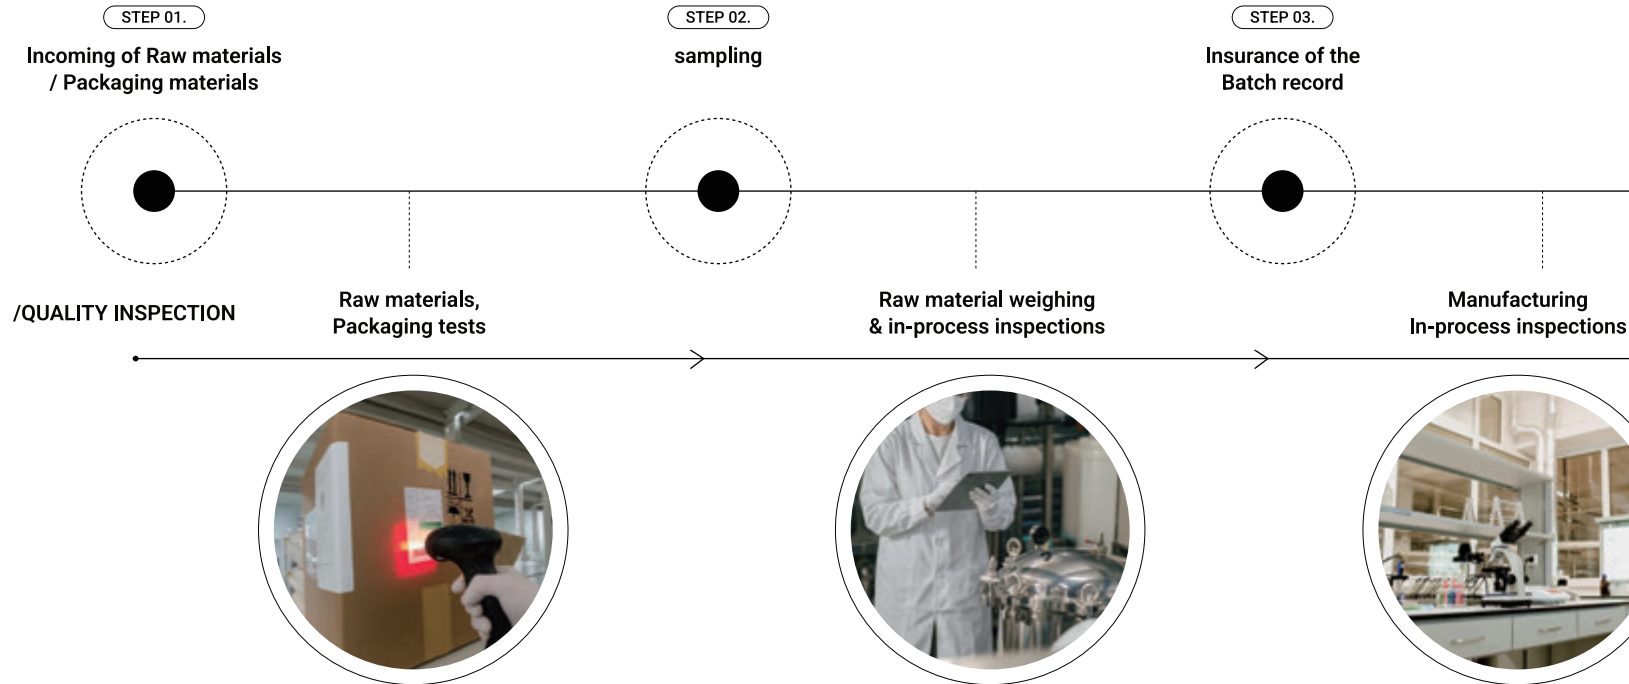 STEP 01.
Incoming of Raw materials
/ Packaging materials
STEP 02.
sampling
STEP 03.
Insurance of the
Batch record
/QUALITY INSPECTION
Raw materials,
Packaging tests
Raw material weighing
& in-process inspections
Manufacturing
In-process inspections